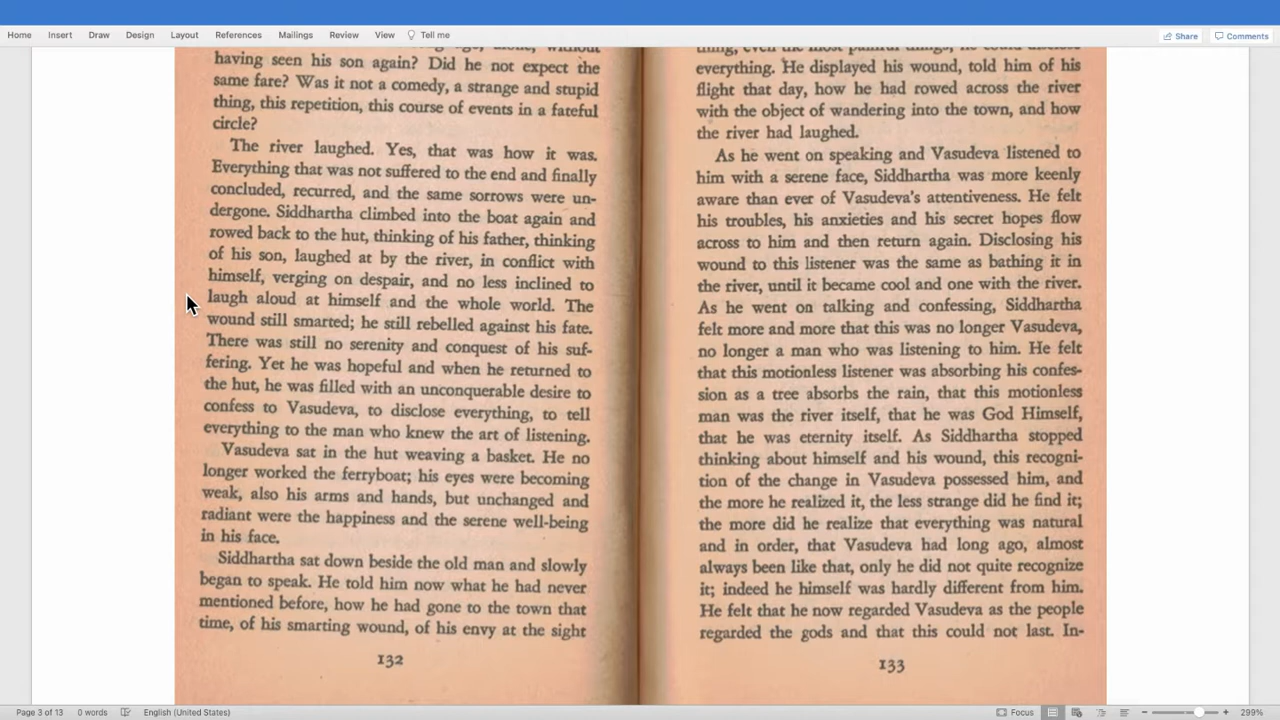 Home Insert Draw Design Layout References Mailings Review View Tell me Share Comments
having seen his son again? Did he not expect the
same fare? Was it not a comedy, a strange and stupid
thing, this repetition, this course of events in a fateful
circle?
The river laughed. Yes, that was how it was.
Everything that was not suffered to the end and finally
concluded, recurred, and the same sorrows were un-
dergone. Siddhartha climbed into the boat again and
rowed back to the hut, thinking of his father, thinking
of his son, laughed at by the river, in conflict with
himself, verging on despair, and no less inclined to
laugh aloud at himself and the whole world. The
wound still smarted; he still rebelled against his fate.
There was still no serenity and conquest of his suf-
fering. Yet he was hopeful and when he returned to
the hut, he was filled with an unconquerable desire to
confess to Vasudeva, to disclose everything, to tell
everything to the man who knew the art of listening.
Vasudeva sat in the hut weaving a basket. He no
longer worked the ferryboat; his eyes were becoming
weak, also his arms and hands, but unchanged and
radiant were the happiness and the serene well-being
in his face.
Siddhartha sat down beside the old man and slowly
began to speak. He told him now what he had never
mentioned before, how he had gone to the town that
time, of his smarting wound, of his envy at the sight
132
thing, even the most painful things, he could disclose
everything. He displayed his wound, told him of his
flight that day, how he had rowed across the river
with the object of wandering into the town, and how
the river had laughed.
As he went on speaking and Vasudeva listened to
him with a serene face, Siddhartha was more keenly
aware than ever of Vasudeva's attentiveness. He felt
his troubles, his anxieties and his secret hopes flow
across to him and then return again. Disclosing his
wound to this listener was the same as bathing it in
the river, until it became cool and one with the river.
As he went on talking and confessing, Siddhartha
felt more and more that this was no longer Vasudeva,
no longer a man who was listening to him. He felt
that this motionless listener was absorbing his confes-
sion as a tree absorbs the rain, that this motionless
man was the river itself, that he was God Himself,
that he was eternity itself. As Siddhartha stopped
thinking about himself and his wound, this recogni-
tion of the change in Vasudeva possessed him, and
the more he realized it, the less strange did he find it;
the more did he realize that everything was natural
and in order, that Vasudeva had long ago, almost
always been like that, only he did not quite recognize
it; indeed he himself was hardly different from him.
He felt that he now regarded Vasudeva as the people
regarded the gods and that this could not last. In-
133
Page 3 of 13 0 words English (United States) Focus 299%